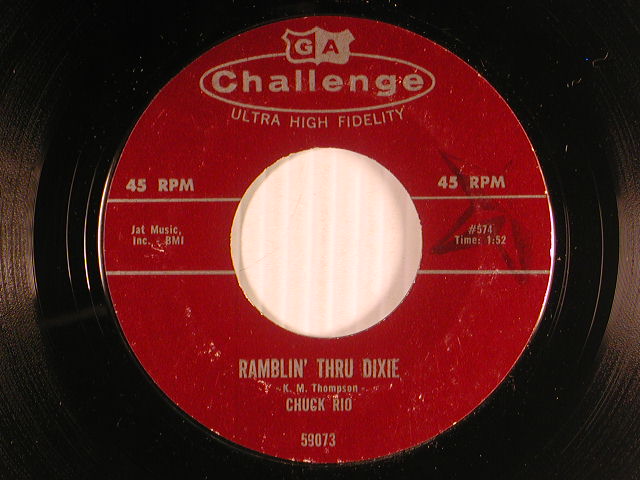 GA
Challenge
ULTRA HIGH FIDELITY
45 RPM
45 RPM
Jat Music,
Inc. - BMI
#574
Time: 1:52
RAMBLIN' THRU DIXIE
- K. M. Thompson -
CHUCK RIO
59073